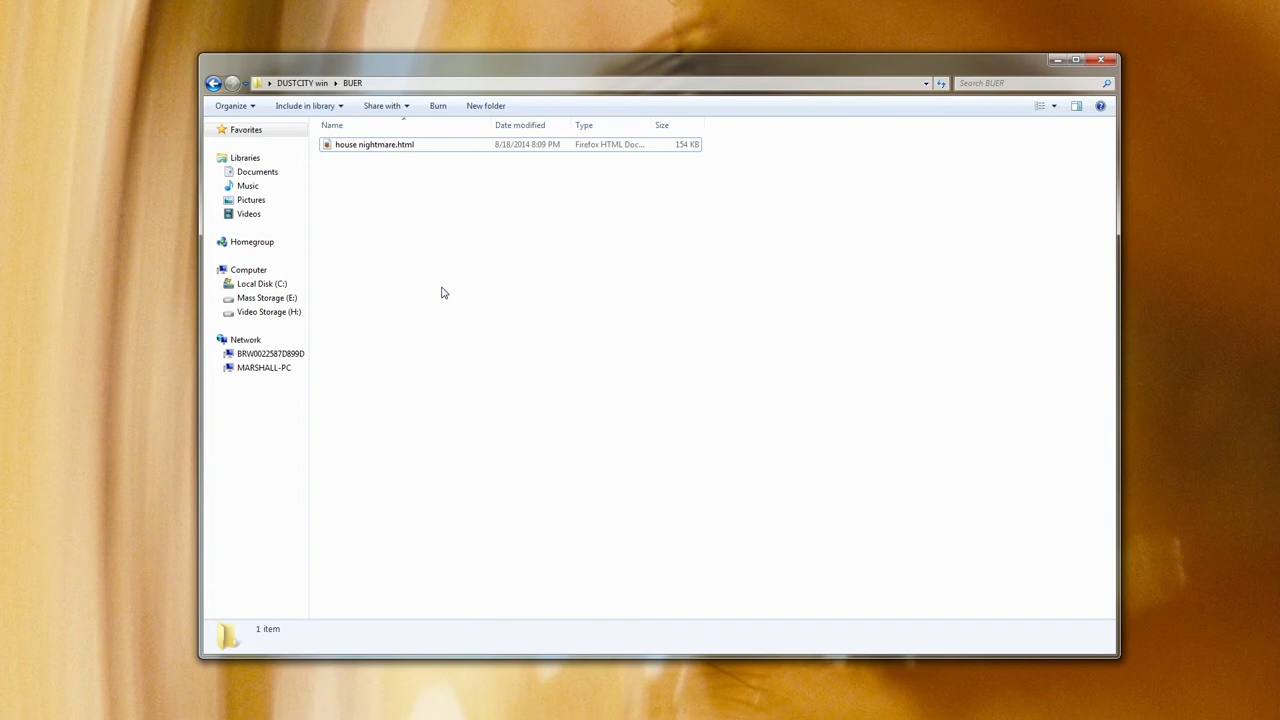 DUSTCITY win BUER
Search BUER
Organize Include in library Share with Burn New folder
Name Date modified Type Size
house nightmare.html 8/18/2014 8:09 PM Firefox HTML Doc... 154 KB
Favorites
Libraries
Documents
Music
Pictures
Videos
Homegroup
Computer
Local Disk (C:)
Mass Storage (E:)
Video Storage (H:)
Network
BRW0022587D899D
MARSHALL-PC
1 item